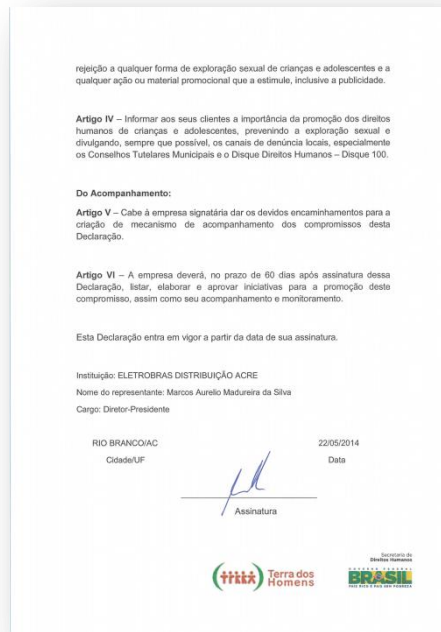 rejeição a qualquer forma de exploração sexual de crianças e adolescentes e a
qualquer ação ou material promocional que a estimule, inclusive a publicidade.
Artigo IV – Informar aos seus clientes a importância da promoção dos direitos
humanos de crianças e adolescentes, prevenindo a exploração sexual e
divulgando, sempre que possível, os canais de denúncia locais, especialmente
os Conselhos Tutelares Municipais e o Disque Direitos Humanos – Disque 100.
Do Acompanhamento:
Artigo V – Cabe à empresa signatária dar os devidos encaminhamentos para a
criação de mecanismo de acompanhamento dos compromissos desta
Declaração.
Artigo VI – A empresa deverá, no prazo de 60 dias após assinatura dessa
Declaração, listar, elaborar e aprovar iniciativas para a promoção deste
compromisso, assim como seu acompanhamento e monitoramento.
Esta Declaração entra em vigor a partir da data de sua assinatura.
Instituição: ELETROBRAS DISTRIBUIÇÃO ACRE
Nome do representante: Marcos Aurelio Madureira da Silva
Cargo: Diretor-Presidente
RIO BRANCO/AC 22/05/2014
Cidade/UF Data
Assinatura
Terra dos
Homens
Secretaria de
Direitos Humanos
GOVERNO FEDERAL
BRASIL
PAÍS RICO É PAÍS SEM POBREZA